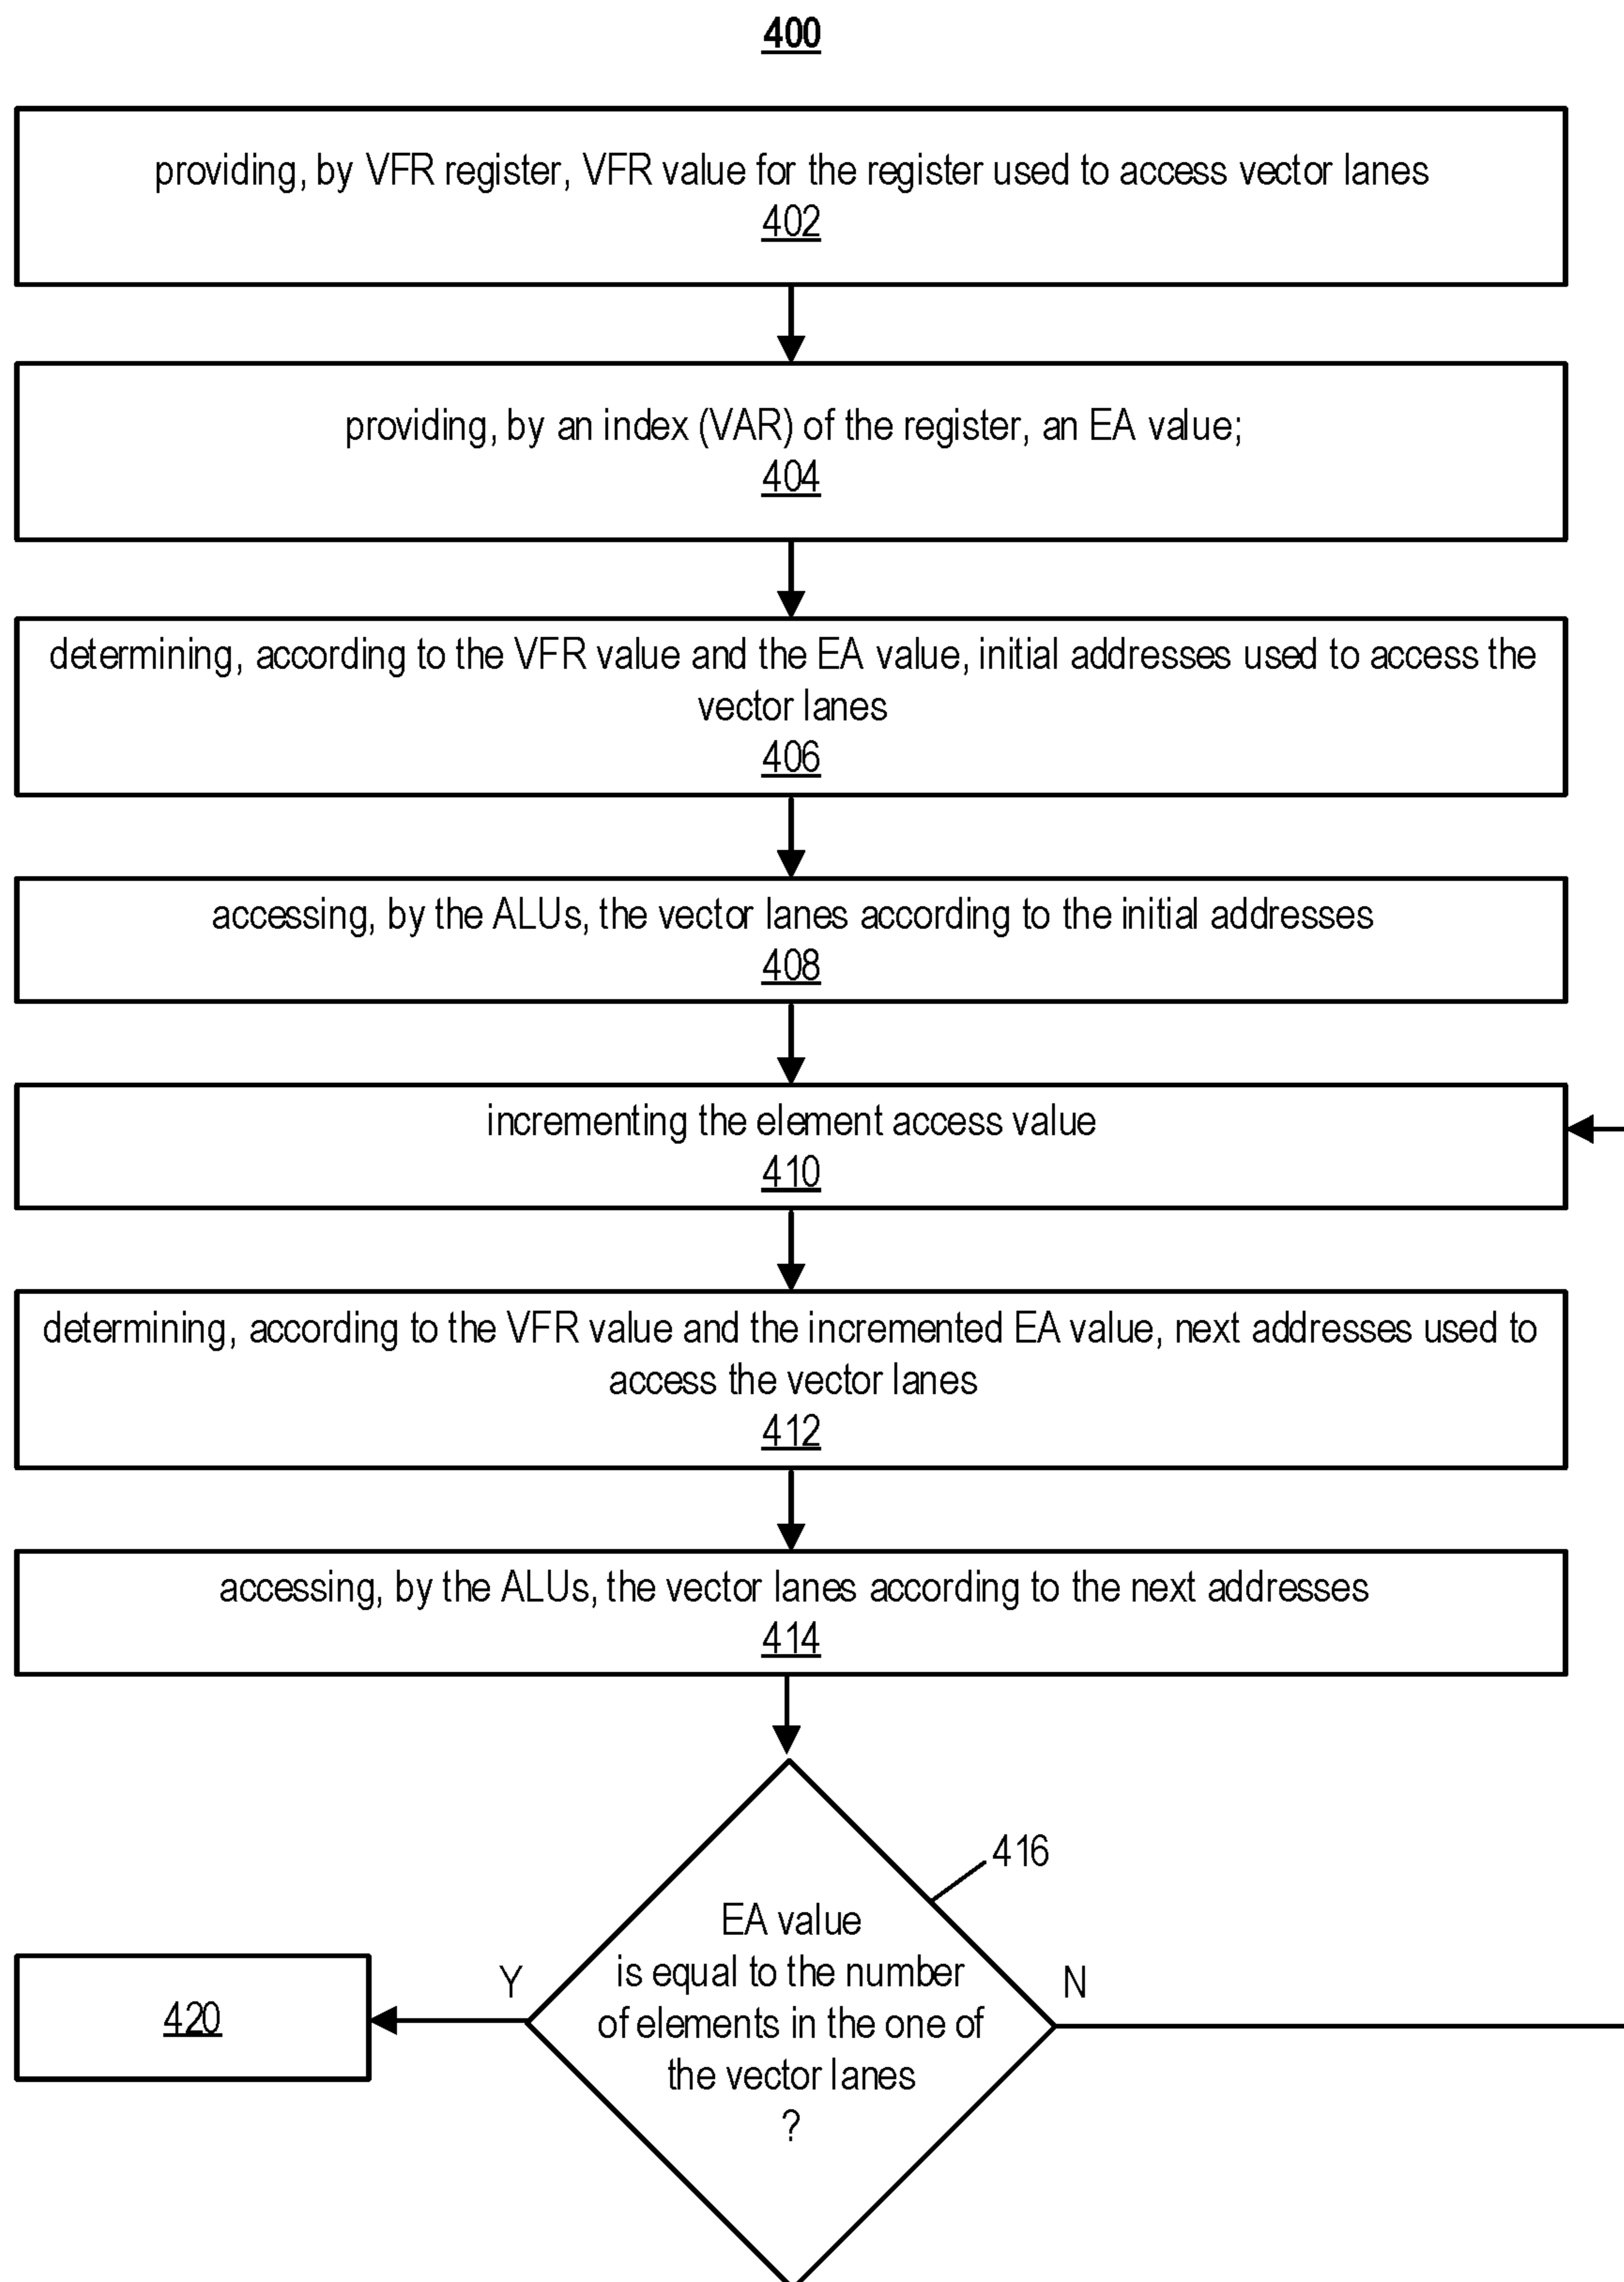 400
providing, by VFR register, VFR value for the register used to access vector lanes
402
providing, by an index (VAR) of the register, an EA value;
404
determining, according to the VFR value and the EA value, initial addresses used to access the
vector lanes
406
accessing, by the ALUs, the vector lanes according to the initial addresses
408
incrementing the element access value
410
determining, according to the VFR value and the incremented EA value, next addresses used to
access the vector lanes
412
accessing, by the ALUs, the vector lanes according to the next addresses
414
416
EA value
is equal to the number
of elements in the one of
the vector lanes
?
Y
N
420